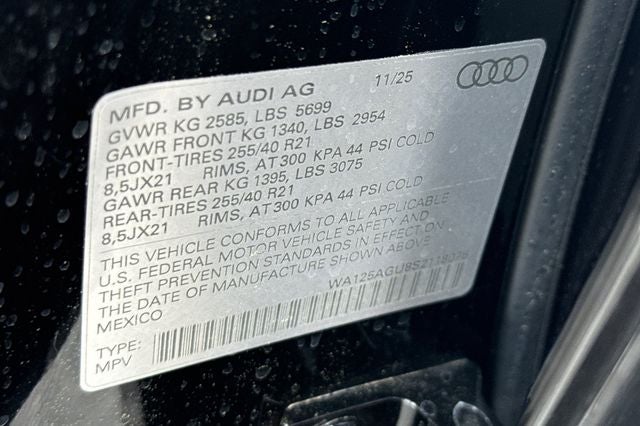 MFD. BY AUDI AG 11/25
GVWR KG 2585, LBS 5699
GAWR FRONT KG 1340, LBS 2954
FRONT-TIRES 255/40 R21
8,5JX21 RIMS, AT 300 KPA 44 PSI COLD
GAWR REAR KG 1395, LBS 3075
REAR-TIRES 255/40 R21
8,5JX21 RIMS, AT 300 KPA 44 PSI COLD
THIS VEHICLE CONFORMS TO ALL APPLICABLE
U.S. FEDERAL MOTOR VEHICLE SAFETY AND
THEFT PREVENTION STANDARDS IN EFFECT ON
THE DATE OF MANUFACTURE SHOWN ABOVE
MEXICO
TYPE:
MPV